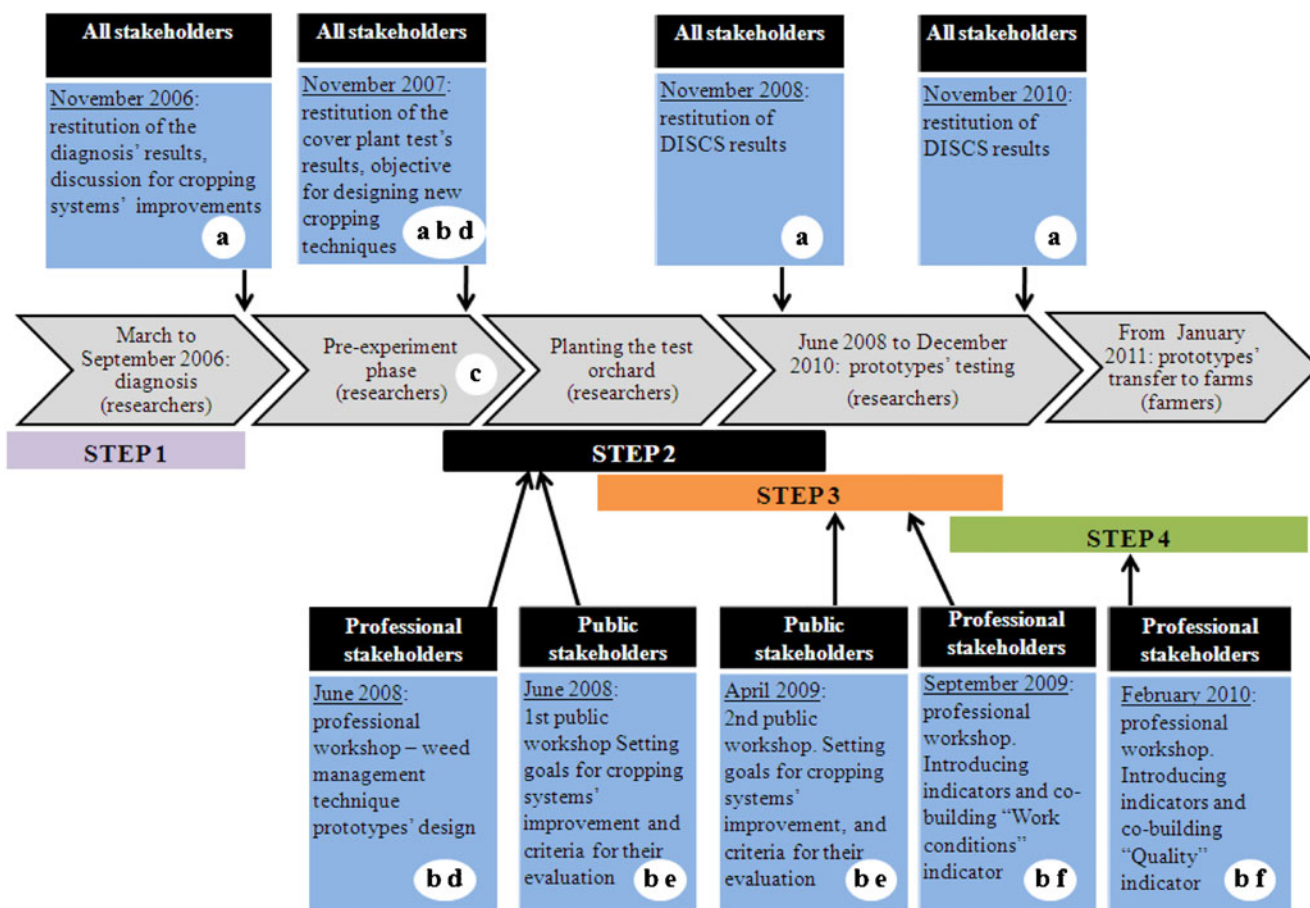 All stakeholders
November 2006:
restitution of the
diagnosis' results,
discussion for cropping
systems' improvements
a
All stakeholders
November 2007:
restitution of the
cover plant test's
results, objective
for designing new
cropping
techniques
a b d
All stakeholders
November 2008:
restitution of
DISCS results
a
All stakeholders
November 2010:
restitution of
DISCS results
a
March to
September 2006:
diagnosis
(researchers)
Pre-experiment
phase
(researchers)
c
Planting the test
orchard
(researchers)
June 2008 to December
2010: prototypes' testing
(researchers)
From January
2011: prototypes'
transfer to farms
(farmers)
STEP 1
STEP 2
STEP 3
STEP 4
Professional
stakeholders
June 2008:
professional
workshop – weed
management
technique
prototypes' design
b d
Public
stakeholders
June 2008:
1st public
workshop Setting
goals for cropping
systems'
improvement and
criteria for their
evaluation
b e
Public
stakeholders
April 2009:
2nd public
workshop. Setting
goals for cropping
systems'
improvement, and
criteria for their
evaluation
b e
Professional
stakeholders
September 2009:
professional
workshop.
Introducing
indicators and co-
building "Work
conditions"
indicator
b f
Professional
stakeholders
February 2010:
professional
workshop.
Introducing
indicators and
co-building
"Quality"
indicator
b f